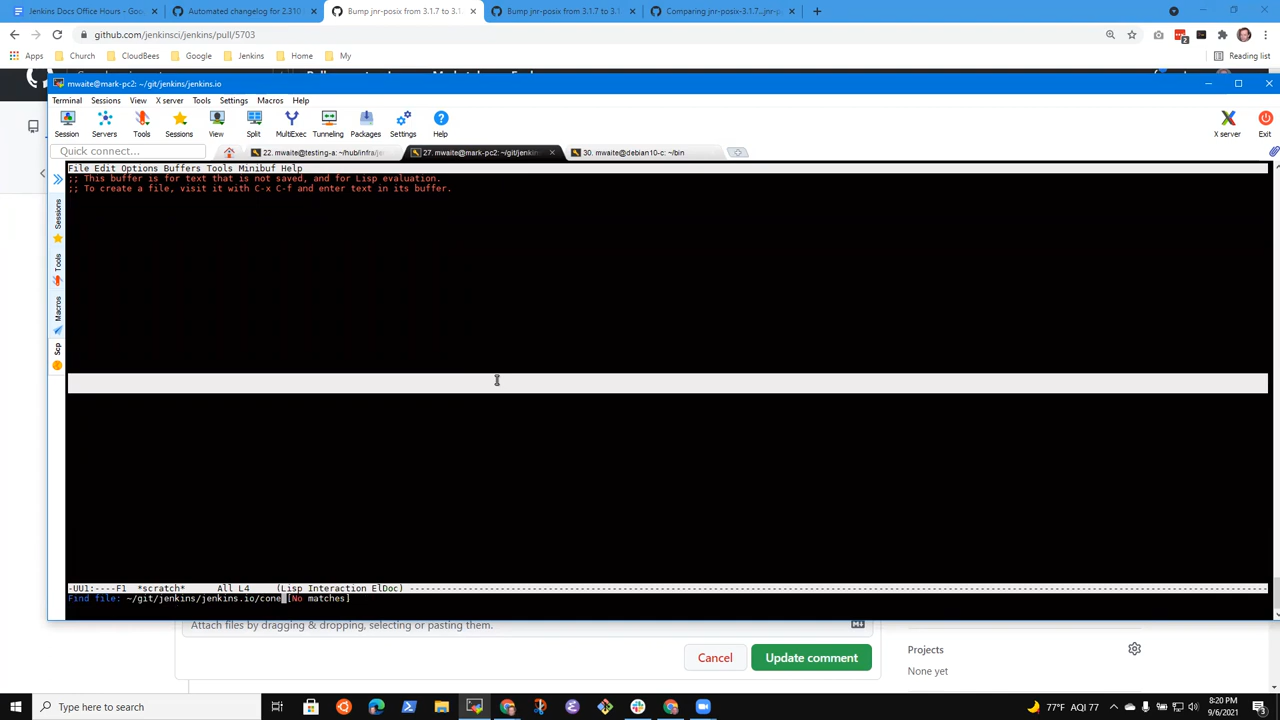 Jenkins Docs Office Hours - G...
Automated changelog for 2.310
Bump jnr-posix from 3.1.7 to 3.1.
Bump jnr-posix from 3.1.7 to 3.1
Comparing jnr-posix-3.1.7...jnr-p
github.com/jenkinsci/jenkins/pull/5703
2
Apps Church CloudBees Google Jenkins Home My Reading list
mwaite@mark-pc2: ~/git/jenkins/jenkins.io
Terminal Sessions View X server Tools Settings Macros Help
Session Servers Tools Sessions View Split MultiExec Tunneling Packages Settings Help X server Exit
Quick connect...
22. mwaite@testing-a: ~/hub/infra/je
27. mwaite@mark-pc2: ~/git/jenkins
30. mwaite@debian10-c: ~/bin
File Edit Options Buffers Tools Minibuf Help
;; This buffer is for text that is not saved, and for Lisp evaluation.
;; To create a file, visit it with C-x C-f and enter text in its buffer.
Sessions
Tools
Macros
Scp
-UU1:----F1 *scratch* All L4 (Lisp Interaction ElDoc) ----------
Find file: ~/git/jenkins/jenkins.io/cone [No matches]
Attach files by dragging & dropping, selecting or pasting them.
Cancel Update comment
Projects
None yet
Type here to search
77°F AQI 77
8:20 PM
9/6/2021
3